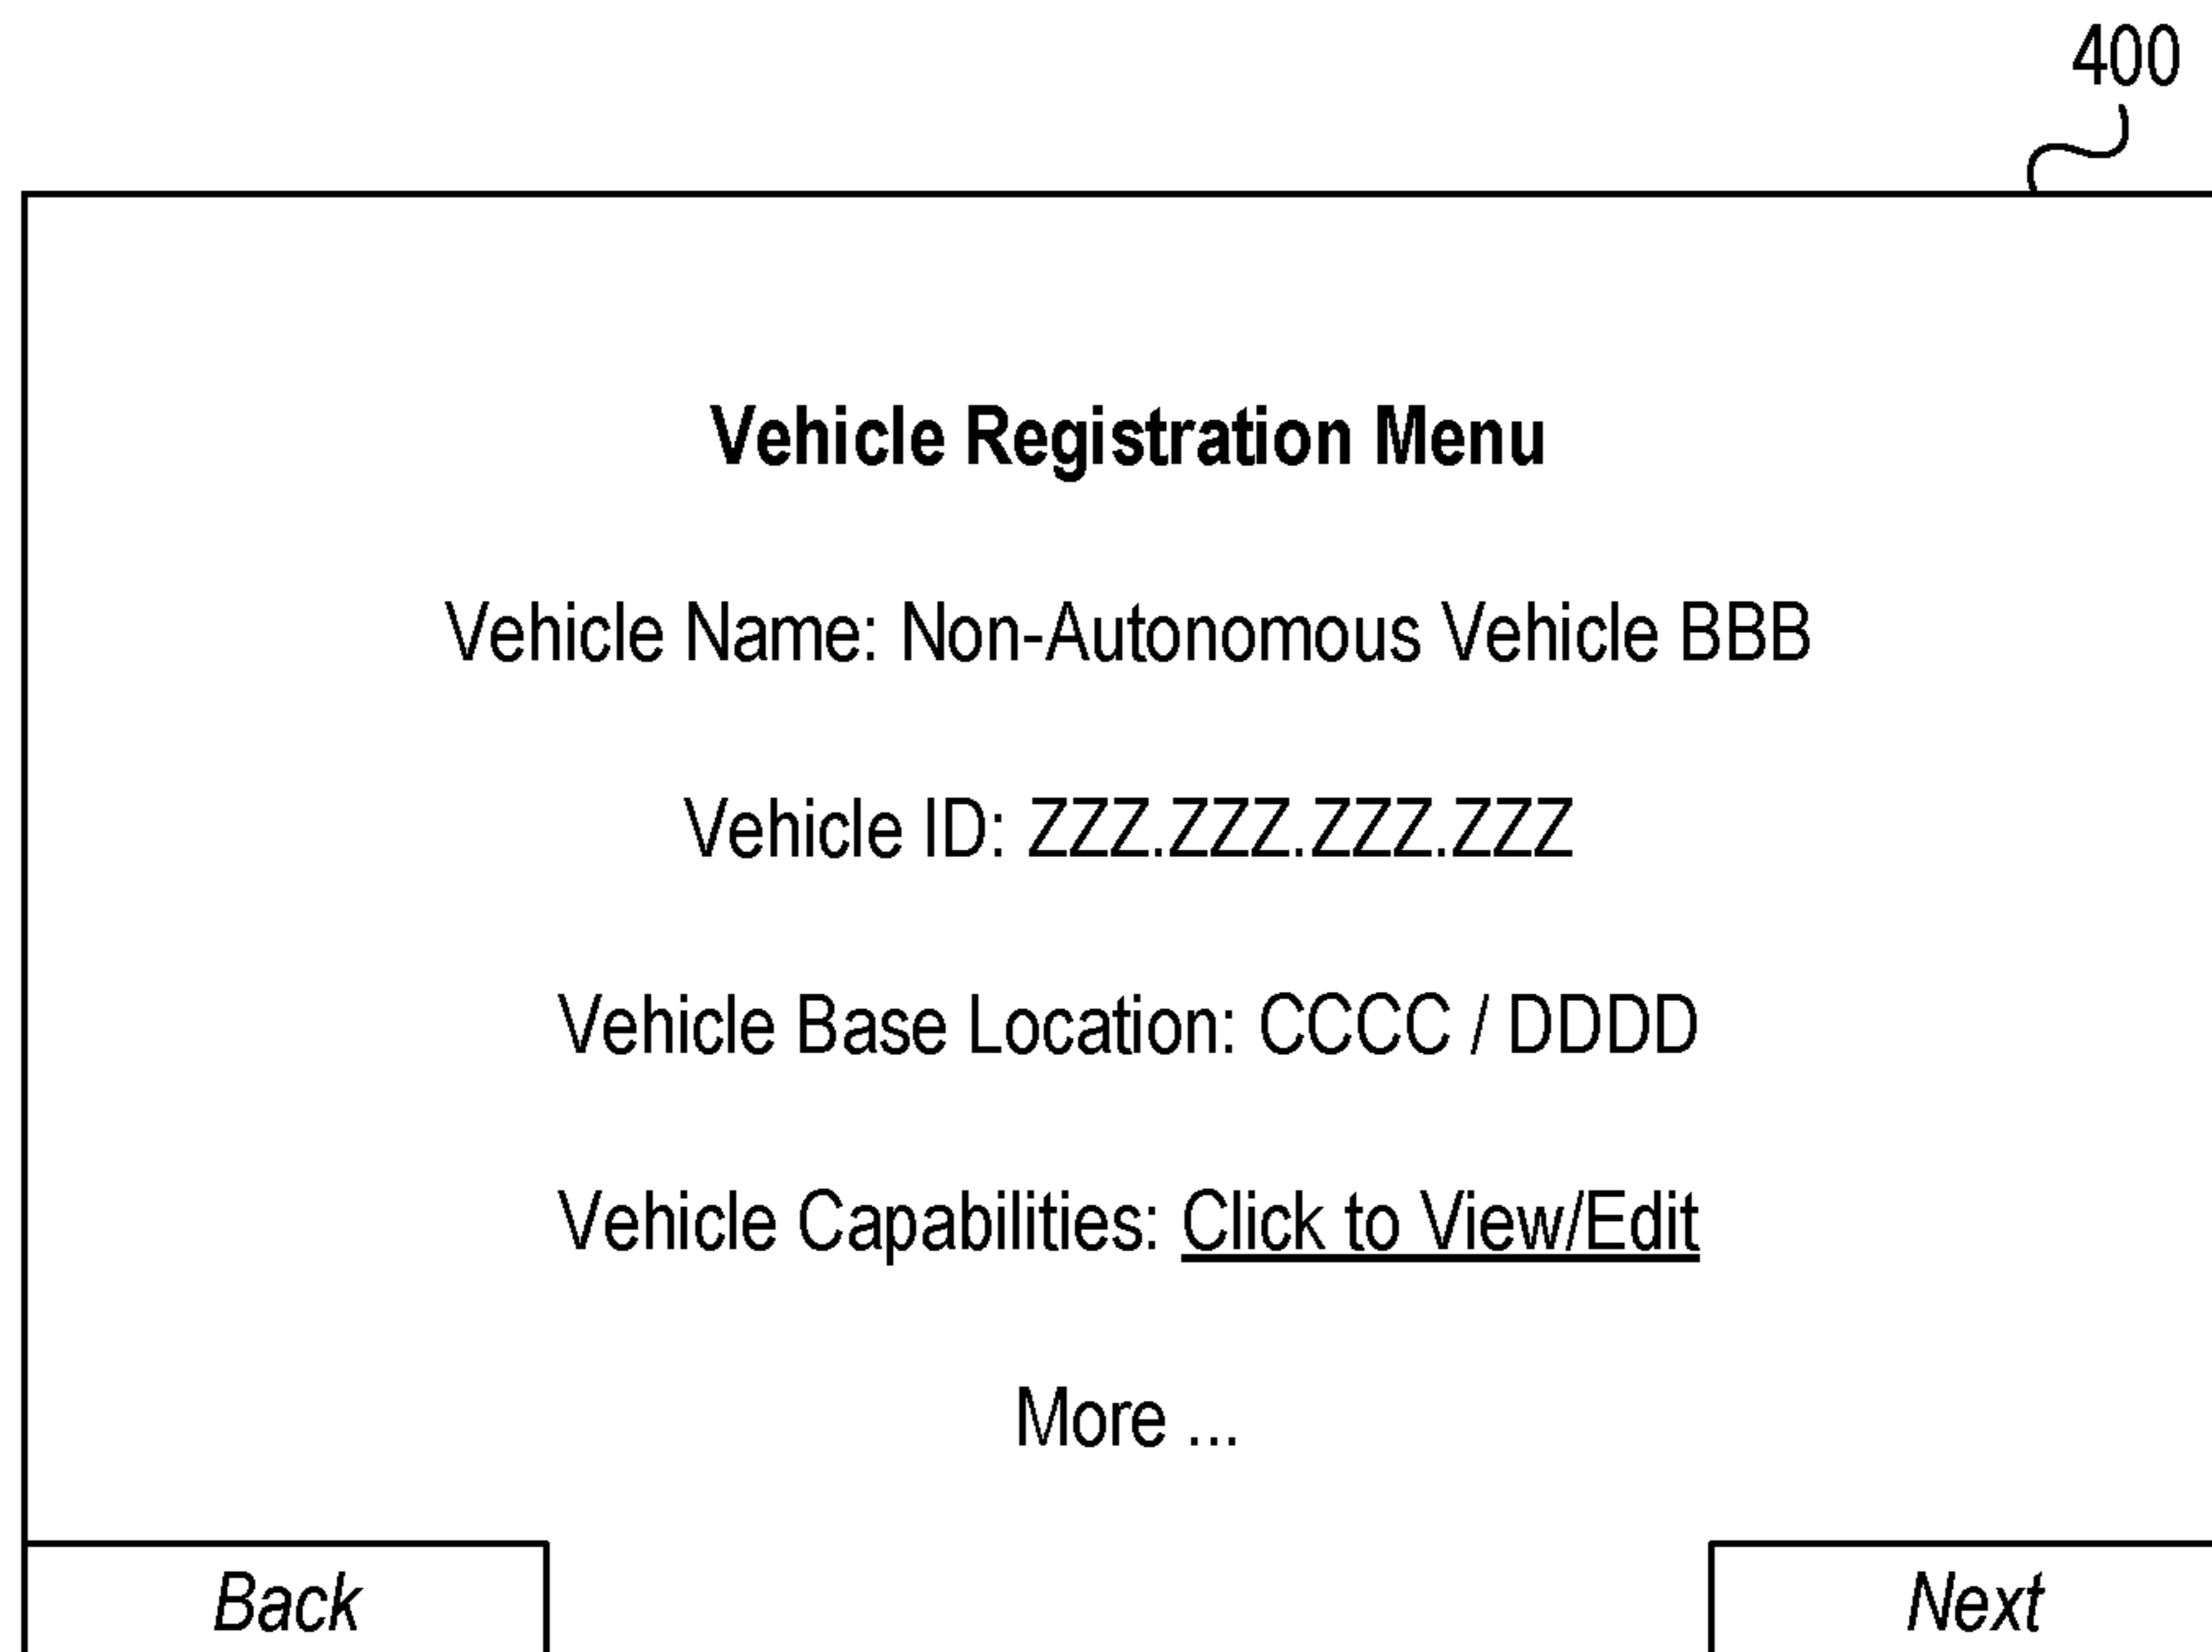 400
Vehicle Registration Menu
Vehicle Name: Non-Autonomous Vehicle BBB
Vehicle ID: ZZZ.ZZZ.ZZZ.ZZZ
Vehicle Base Location: CCCC / DDDD
Vehicle Capabilities: Click to View/Edit
More ...
Back
Next